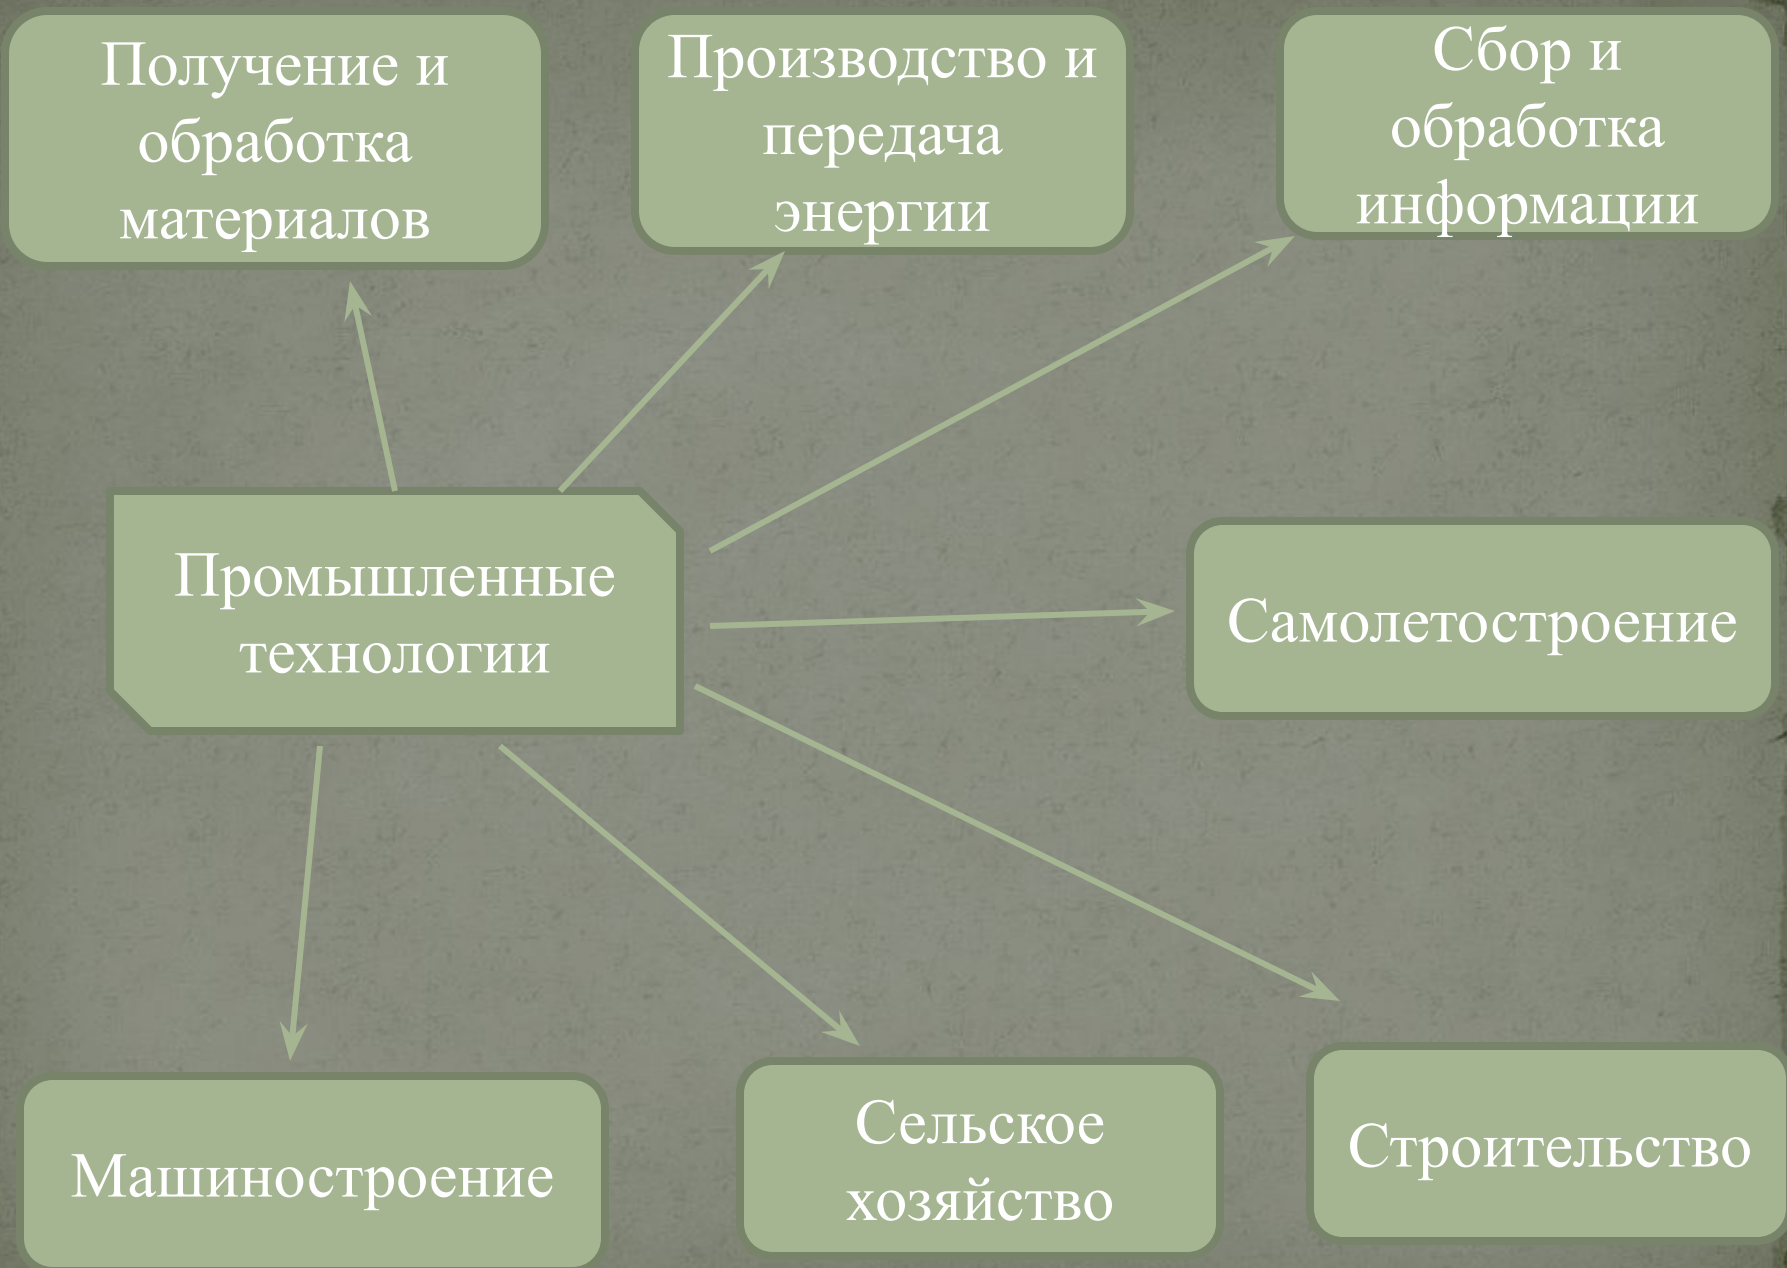 Получение и
обработка
материалов
Производство и
передача
энергии
Сбор и
обработка
информации
Промышленные
технологии
Самолетостроение
Машиностроение
Сельское
хозяйство
Строительство